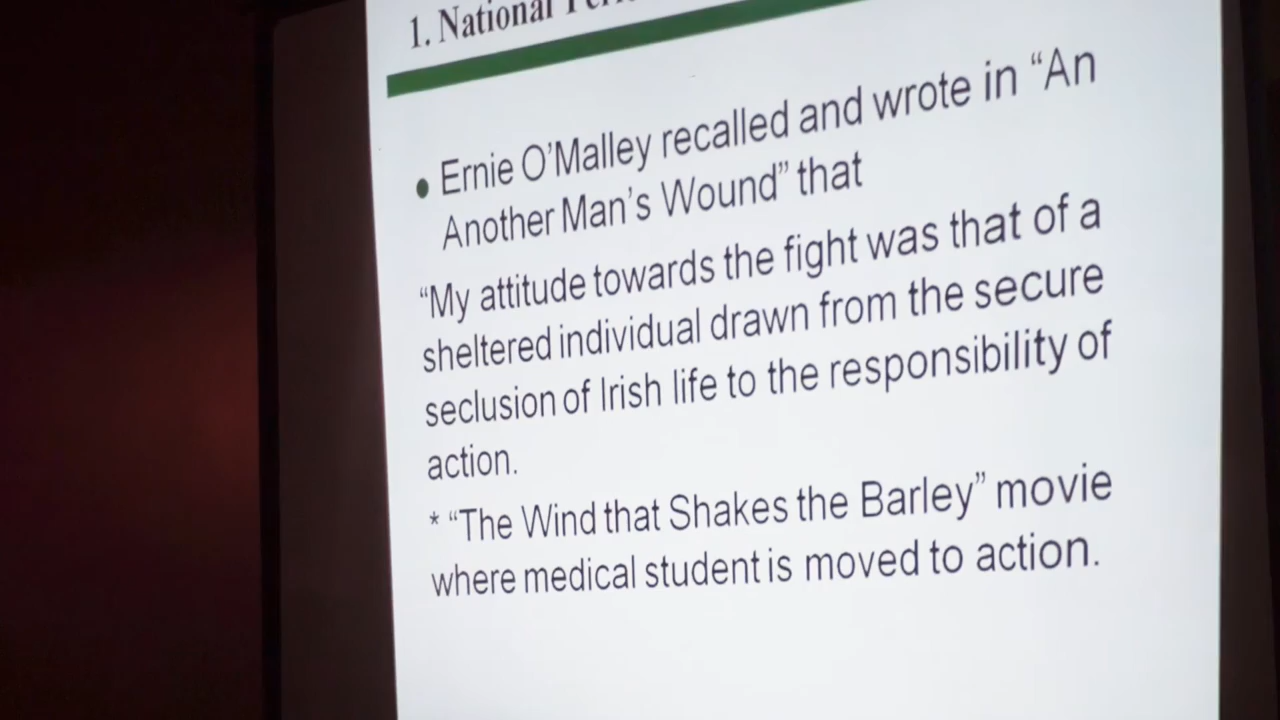 1. National
• Ernie O’Malley recalled and wrote in “An
Another Man’s Wound” that
“My attitude towards the fight was that of a
sheltered individual drawn from the secure
seclusion of Irish life to the responsibility of
action.
* “The Wind that Shakes the Barley” movie
where medical student is moved to action.